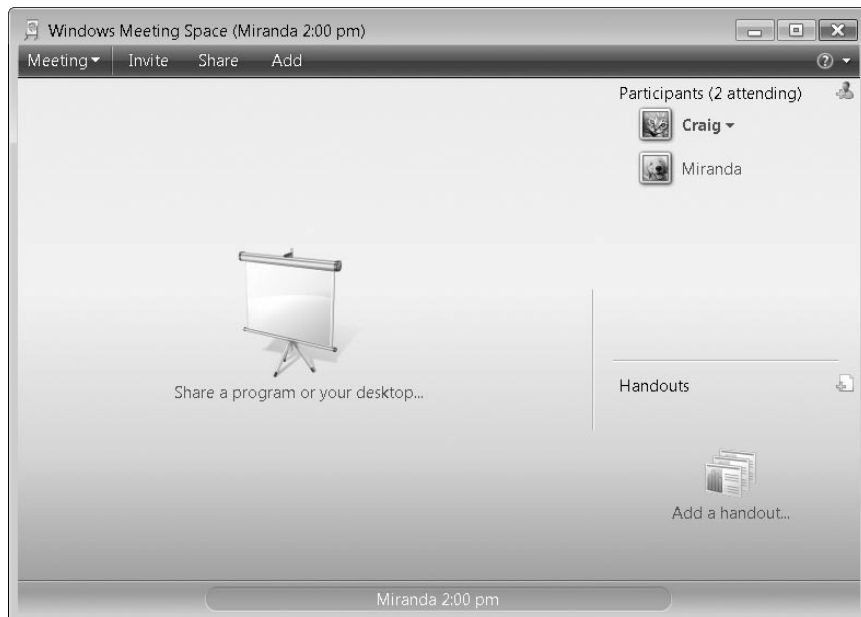 Windows Meeting Space (Miranda 2:00 pm)
Meeting Invite Share Add
Participants (2 attending)
Craig
Miranda
Share a program or your desktop...
Handouts
Add a handout...
Miranda 2:00 pm